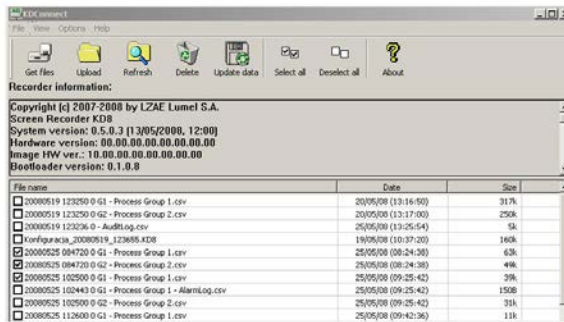 KDConnect
File View Options Help
Get files Upload Refresh Delete Update data Select all Deselect all About
Recorder information:
Copyright (c) 2007-2008 by LZAE Lumel S.A.
Screen Recorder KD8
System version: 0.5.0.3 (13/05/2008, 12:00)
Hardware version: 00.00.00.00.00.00.00.00
Image HW ver.: 10.00.00.00.00.00.00.00
Bootloader version: 0.1.0.8
File name Date Size
20080519 123250 0 G1 - Process Group 1.csv 20/05/08 (13:16:50) 317k
20080519 123250 0 G2 - Process Group 2.csv 20/05/08 (13:17:00) 250k
20080519 123236 0 - AuditLog.csv 25/05/08 (13:25:54) 5k
Konfiguracja_20080519_123655.KD8 19/05/08 (10:37:20) 160k
20080525 084720 0 G1 - Process Group 1.csv 25/05/08 (08:24:38) 63k
20080525 084720 0 G2 - Process Group 2.csv 25/05/08 (08:24:38) 49k
20080525 102500 0 G1 - Process Group 1.csv 25/05/08 (09:25:42) 39k
20080525 102443 0 G1 - Process Group 1 - AlarmLog.csv 25/05/08 (09:25:42) 150B
20080525 102500 0 G2 - Process Group 2.csv 25/05/08 (09:25:42) 31k
20080525 112600 0 G1 - Process Group 1.csv 25/05/08 (09:42:36) 11k